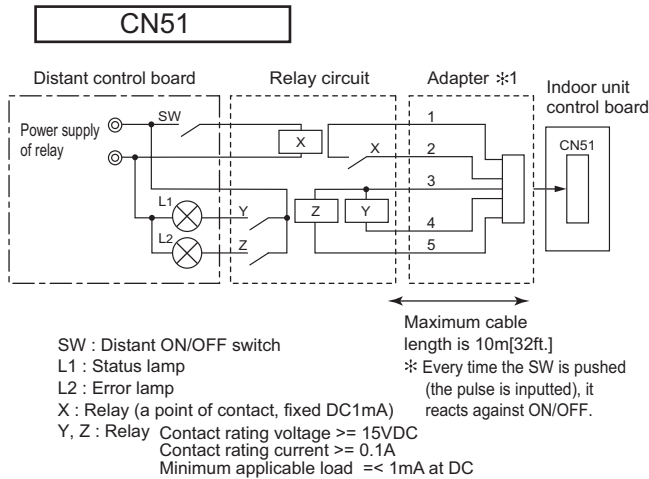 CN51
Distant control board
Relay circuit
Adapter ✻1
Indoor unit
control board
Power supply
of relay
SW
X
X
1
2
3
4
5
CN51
L1
Y
Z
Y
L2
Z
Maximum cable
length is 10m[32ft.]
✻ Every time the SW is pushed
(the pulse is inputted), it
reacts against ON/OFF.
SW : Distant ON/OFF switch
L1 : Status lamp
L2 : Error lamp
X : Relay (a point of contact, fixed DC1mA)
Y, Z : Relay Contact rating voltage >= 15VDC
Contact rating current >= 0.1A
Minimum applicable load =< 1mA at DC